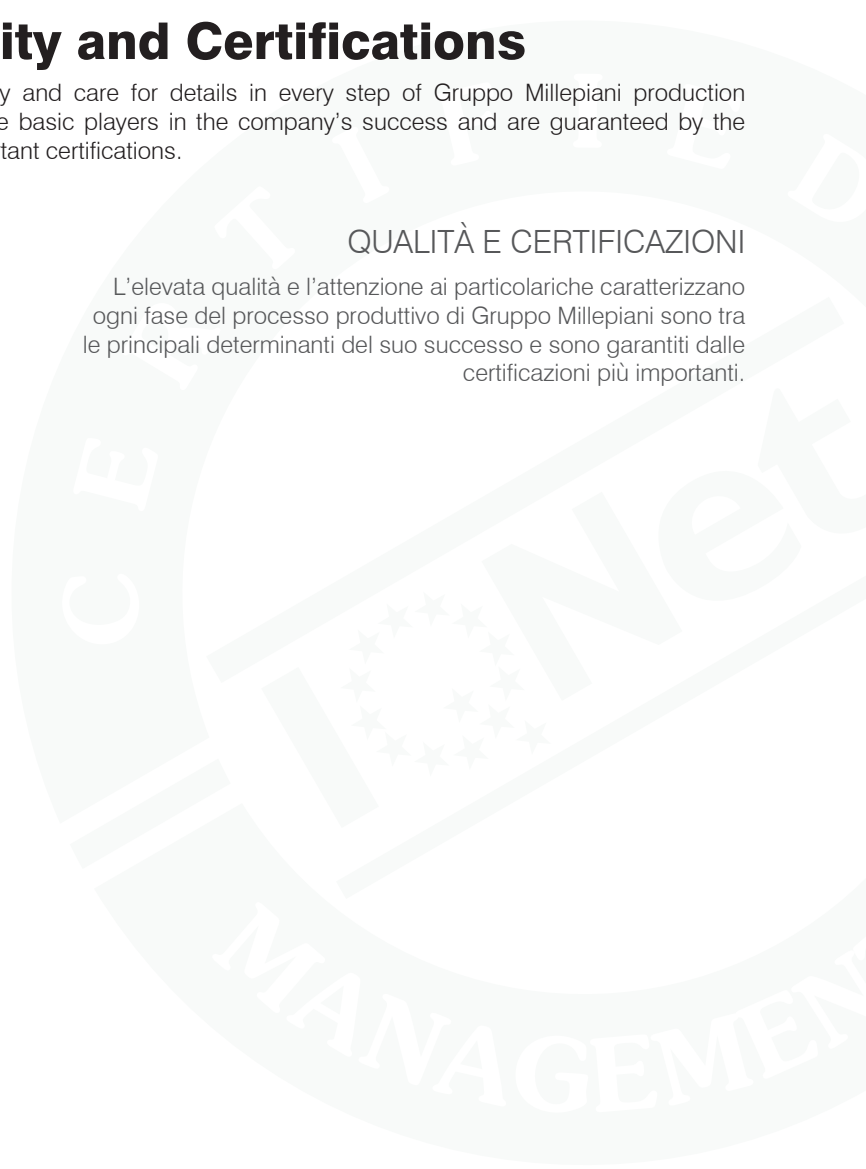 ity and Certifications
y and care for details in every step of Gruppo Millepiani production
e basic players in the company’s success and are guaranteed by the
tant certifications.
QUALITÀ E CERTIFICAZIONI
L’elevata qualità e l’attenzione ai particolariche caratterizzano
ogni fase del processo produttivo di Gruppo Millepiani sono tra
le principali determinanti del suo successo e sono garantiti dalle
certificazioni più importanti.
CERTIFIED
IQNet
MANAGEMENT